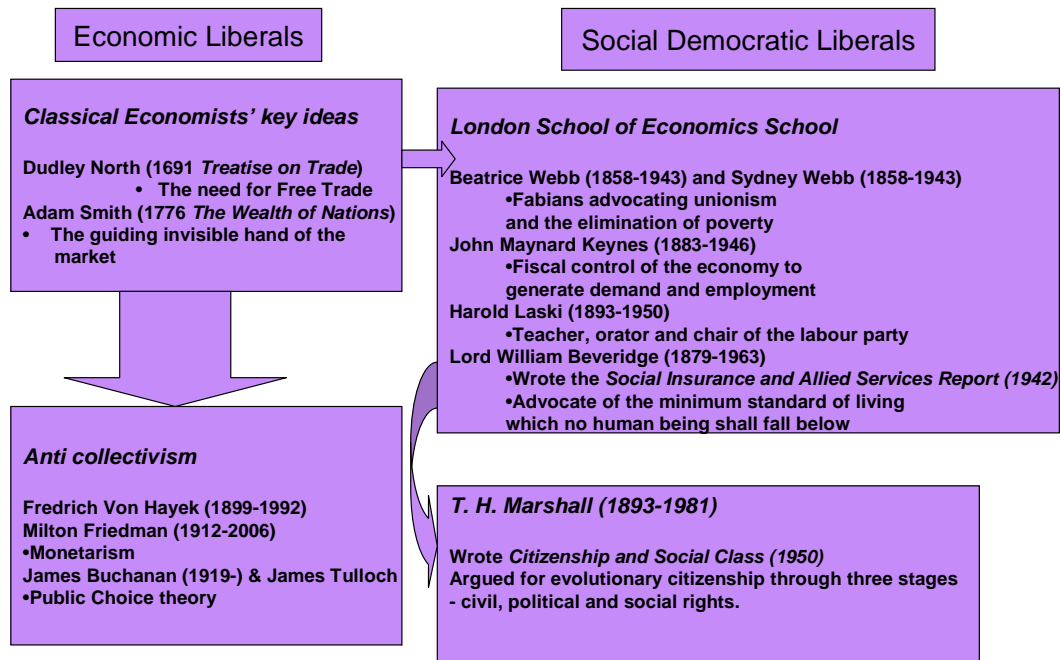 Economic Liberals
Classical Economists' key ideas
Dudley North (1691 Treatise on Trade)
• The need for Free Trade
Adam Smith (1776 The Wealth of Nations)
• The guiding invisible hand of the
market
Anti collectivism
Fredrich Von Hayek (1899-1992)
Milton Friedman (1912-2006)
•Monetarism
James Buchanan (1919-) & James Tulloch
•Public Choice theory
Social Democratic Liberals
London School of Economics School
Beatrice Webb (1858-1943) and Sydney Webb (1858-1943)
•Fabians advocating unionism
and the elimination of poverty
John Maynard Keynes (1883-1946)
•Fiscal control of the economy to
generate demand and employment
Harold Laski (1893-1950)
•Teacher, orator and chair of the labour party
Lord William Beveridge (1879-1963)
•Wrote the Social Insurance and Allied Services Report (1942)
•Advocate of the minimum standard of living
which no human being shall fall below
T. H. Marshall (1893-1981)
Wrote Citizenship and Social Class (1950)
Argued for evolutionary citizenship through three stages
- civil, political and social rights.